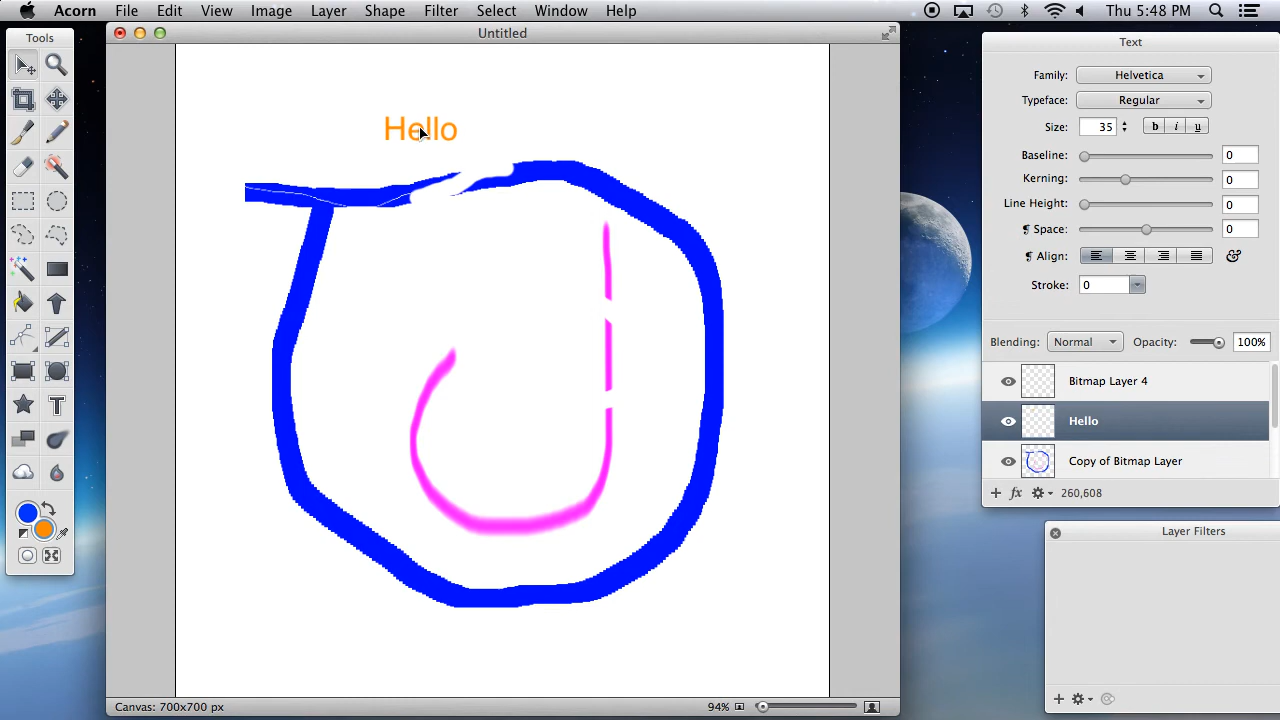 Acorn File Edit View Image Layer Shape Filter Select Window Help Thu 5:48 PM
Tools
Untitled
Hello
Canvas: 700x700 px 94%
Text
Family: Helvetica
Typeface: Regular
Size: 35 b i u
Baseline: 0
Kerning: 0
Line Height: 0
¶ Space: 0
¶ Align:
Stroke: 0
Blending: Normal Opacity: 100%
Bitmap Layer 4
Hello
Copy of Bitmap Layer
fx 260,608
Layer Filters